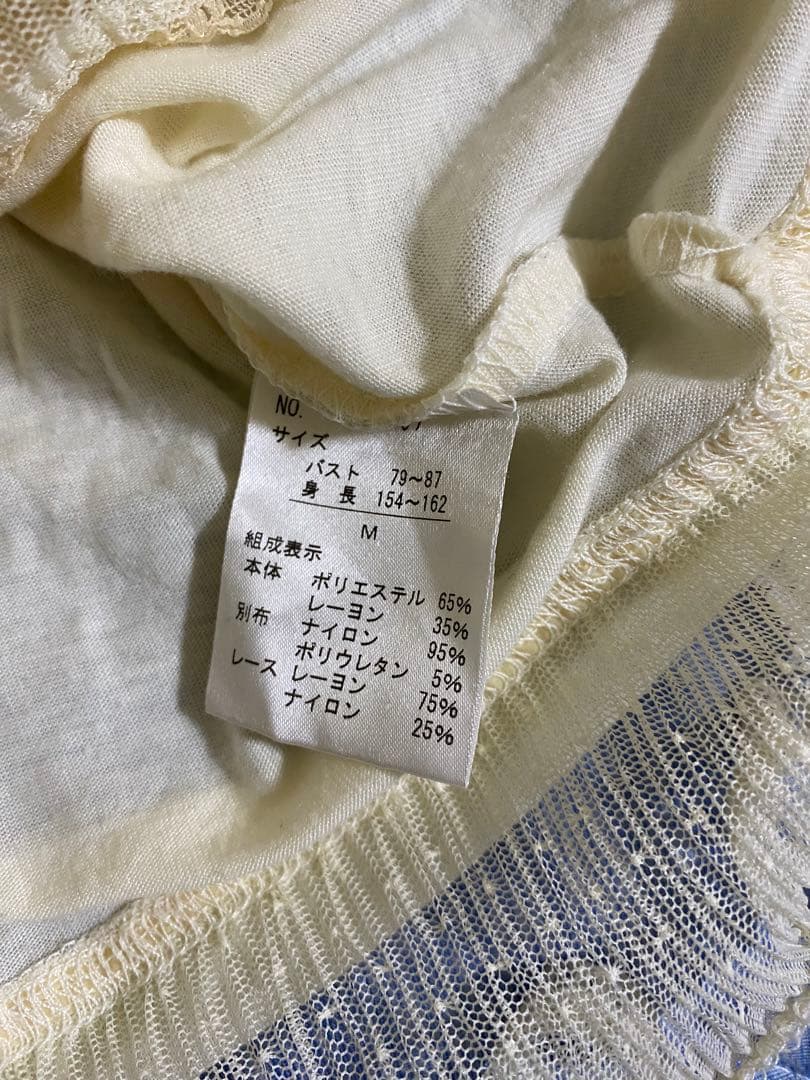 NO.
サイズ
バスト 79～87
身長 154～162
M
組成表示
本体 ポリエステル 65%
レーヨン 35%
別布 ナイロン 95%
ポリウレタン 5%
レース レーヨン 75%
ナイロン 25%